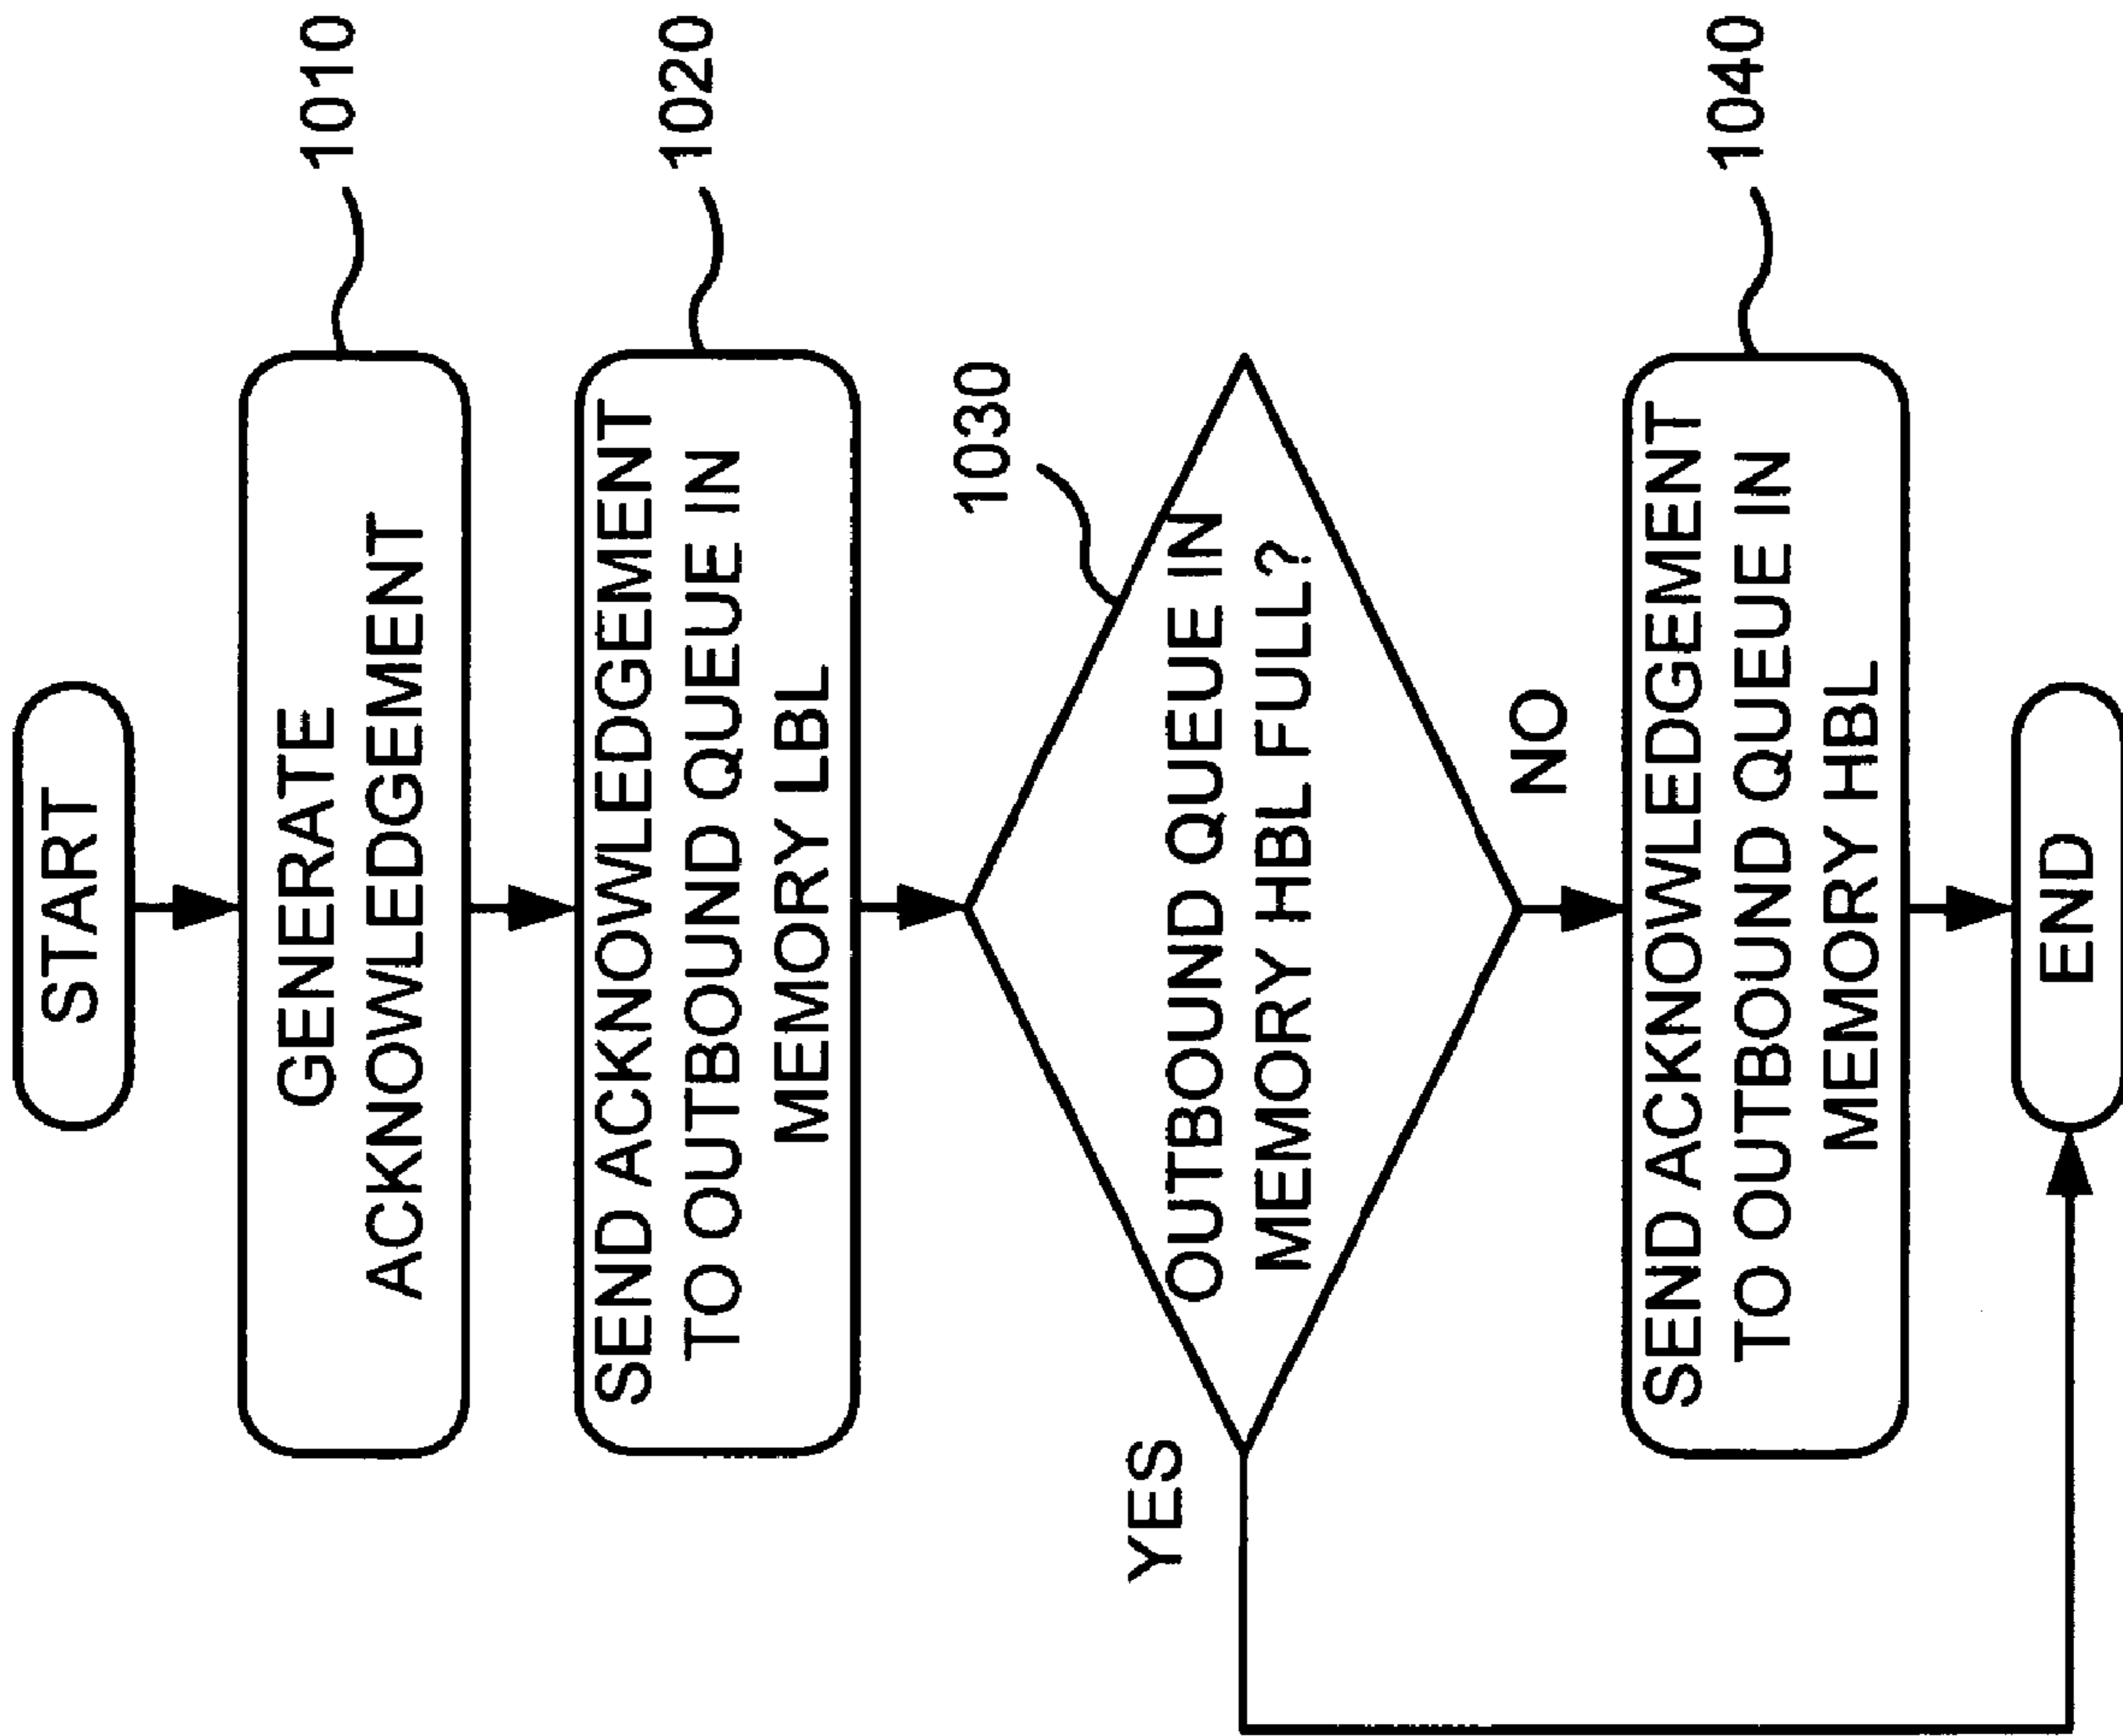 START
GENERATE
ACKNOWLEDGEMENT
1010
SEND ACKNOWLEDGEMENT
TO OUTBOUND QUEUE IN
MEMORY LBL
1020
1030
OUTBOUND QUEUE IN
MEMORY HBL FULL?
YES
NO
SEND ACKNOWLEDGEMENT
TO OUTBOUND QUEUE IN
MEMORY HBL
1040
END